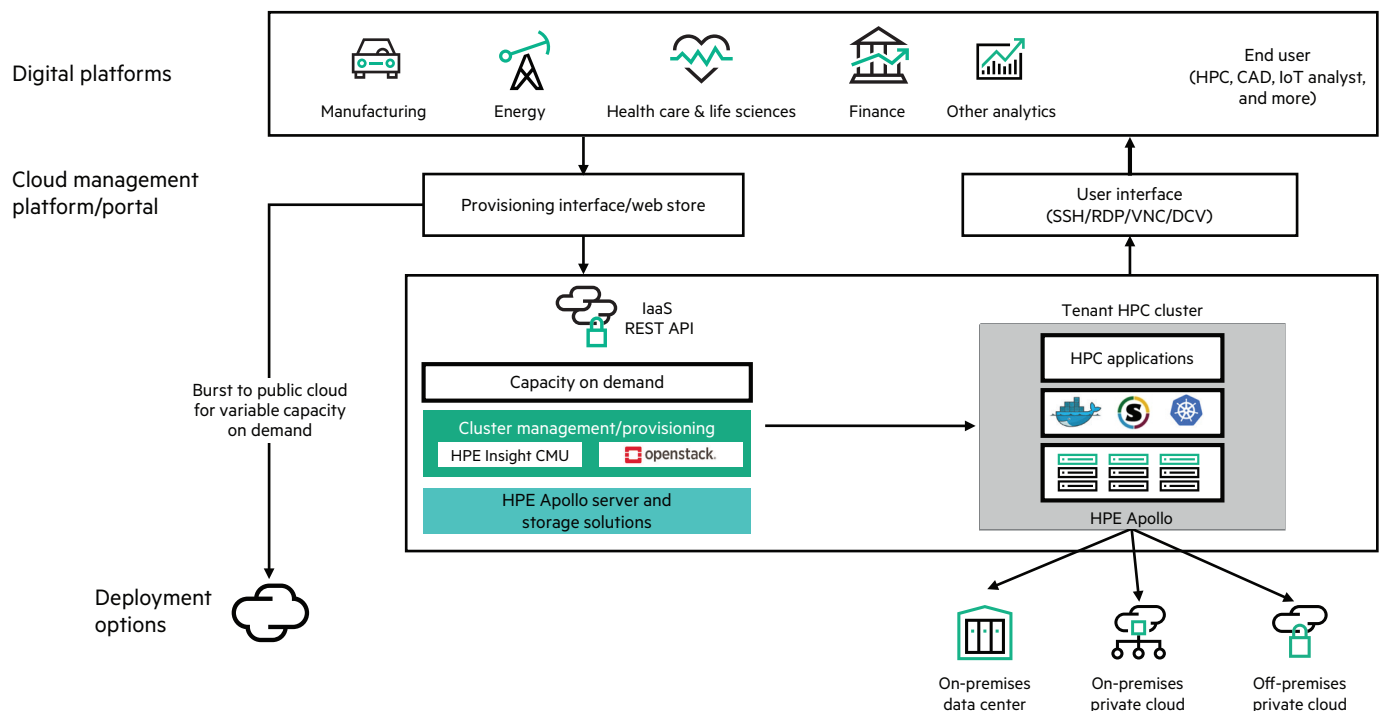 Digital platforms
Manufacturing
Energy
Health care & life sciences
Finance
Other analytics
End user
(HPC, CAD, IoT analyst,
and more)
Cloud management
platform/portal
Provisioning interface/web store
User interface
(SSH/RDP/VNC/DCV)
IaaS
REST API
Capacity on demand
Cluster management/provisioning
HPE Insight CMU
openstack.
HPE Apollo server and
storage solutions
Tenant HPC cluster
HPC applications
S
HPE Apollo
Burst to public cloud
for variable capacity
on demand
Deployment
options
On-premises
data center
On-premises
private cloud
Off-premises
private cloud